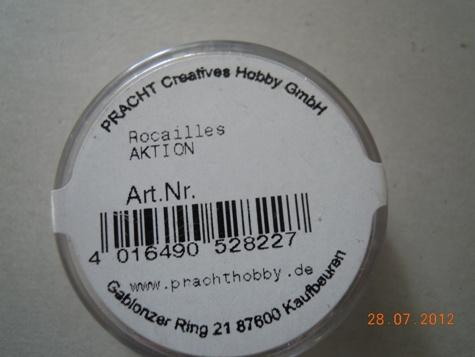 PRACHT Creatives Hobby GmbH
Rocailles
AKTION
Art.Nr.
4 016490 528227
www.prachthobby.de
Gablonzer Ring 21 87600 Kaufbeuren
28.07.2012